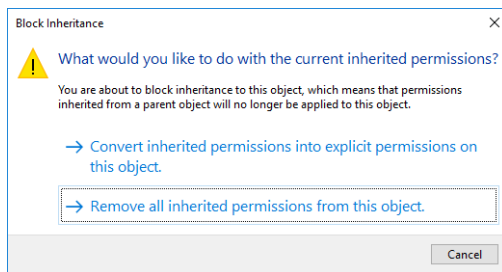 Block Inheritance
What would you like to do with the current inherited permissions?
You are about to block inheritance to this object, which means that permissions
inherited from a parent object will no longer be applied to this object.
Convert inherited permissions into explicit permissions on
this object.
Remove all inherited permissions from this object.
Cancel